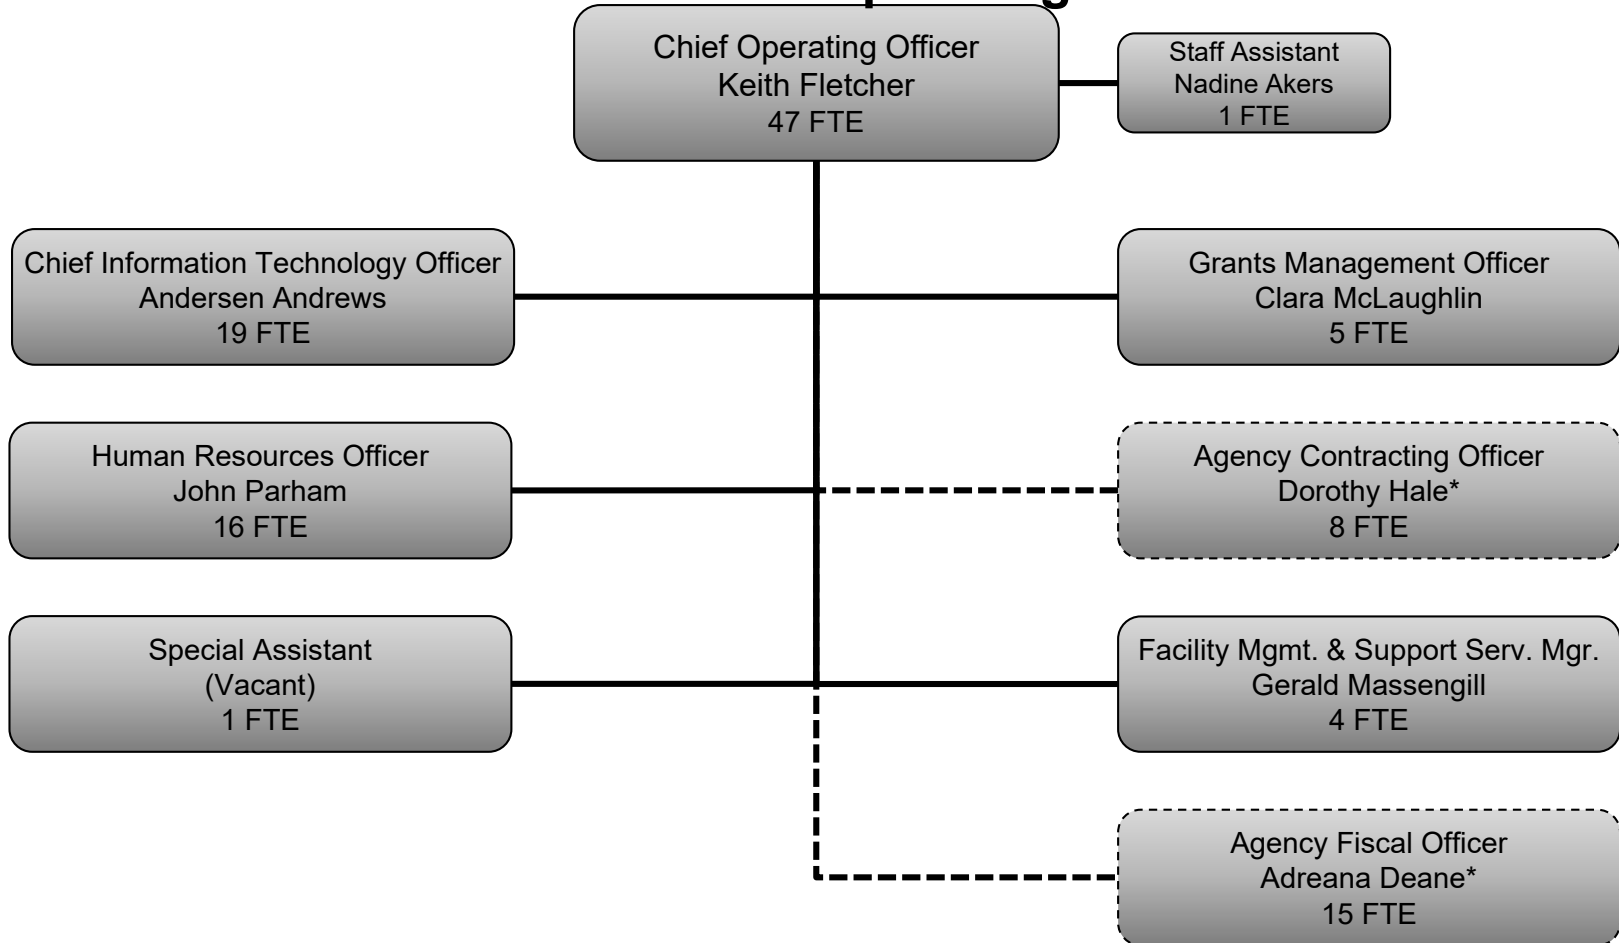 Chief Operating Officer
Keith Fletcher
47 FTE
Staff Assistant
Nadine Akers
1 FTE
Chief Information Technology Officer
Andersen Andrews
19 FTE
Grants Management Officer
Clara McLaughlin
5 FTE
Human Resources Officer
John Parham
16 FTE
Agency Contracting Officer
Dorothy Hale*
8 FTE
Special Assistant
(Vacant)
1 FTE
Facility Mgmt. & Support Serv. Mgr.
Gerald Massengill
4 FTE
Agency Fiscal Officer
Adreana Deane*
15 FTE